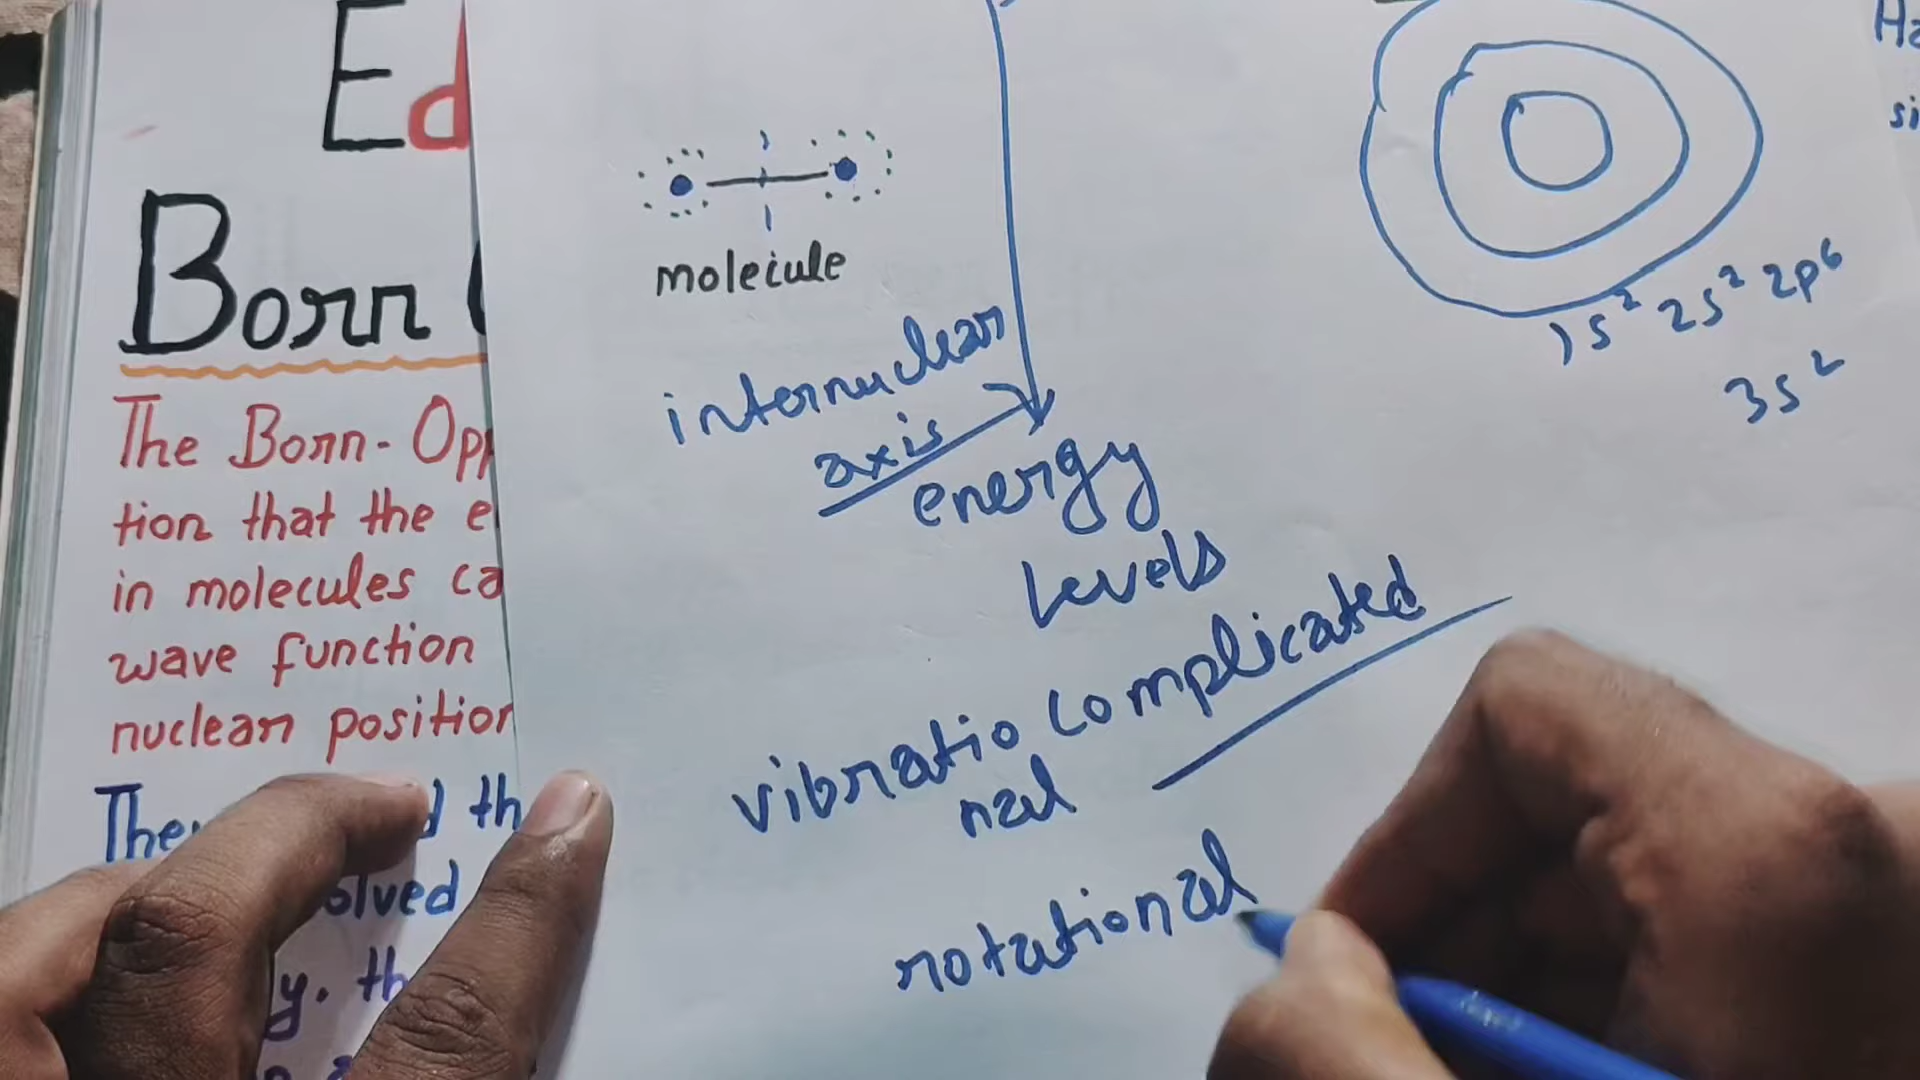 Ed
Born
The Born-Opp
tion that the e
in molecules ca
wave function
nuclear position
The
th
olved
y. th
molecule
internuclear
axis
energy
levels
complicated
vibratio
nal
rotational
1s² 2s² 2p⁶
3s²
Ha
si